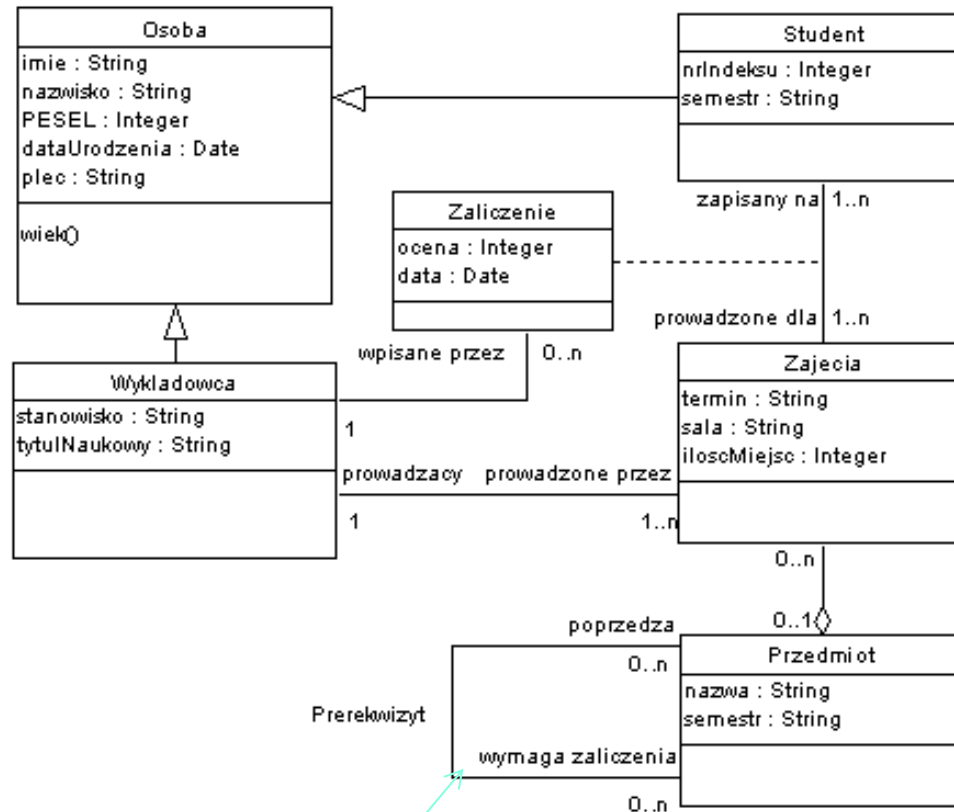 Osoba
imie : String
nazwisko : String
PESEL : Integer
dataUrodzenia : Date
plec : String
wiek()
Student
nrIndeksu : Integer
semestr : String
Zaliczenie
ocena : Integer
data : Date
zapisany na 1..n
prowadzone dla 1..n
wpisane przez 0..n
Wykladowca
stanowisko : String
tytulNaukowy : String
1
prowadzacy prowadzone przez
1 1..n
Zajecia
termin : String
sala : String
iloscMiejsc : Integer
0..n
0..1
poprzedza
0..n
Prerekwizyt
wymaga zaliczenia
0..n
Przedmiot
nazwa : String
semestr : String